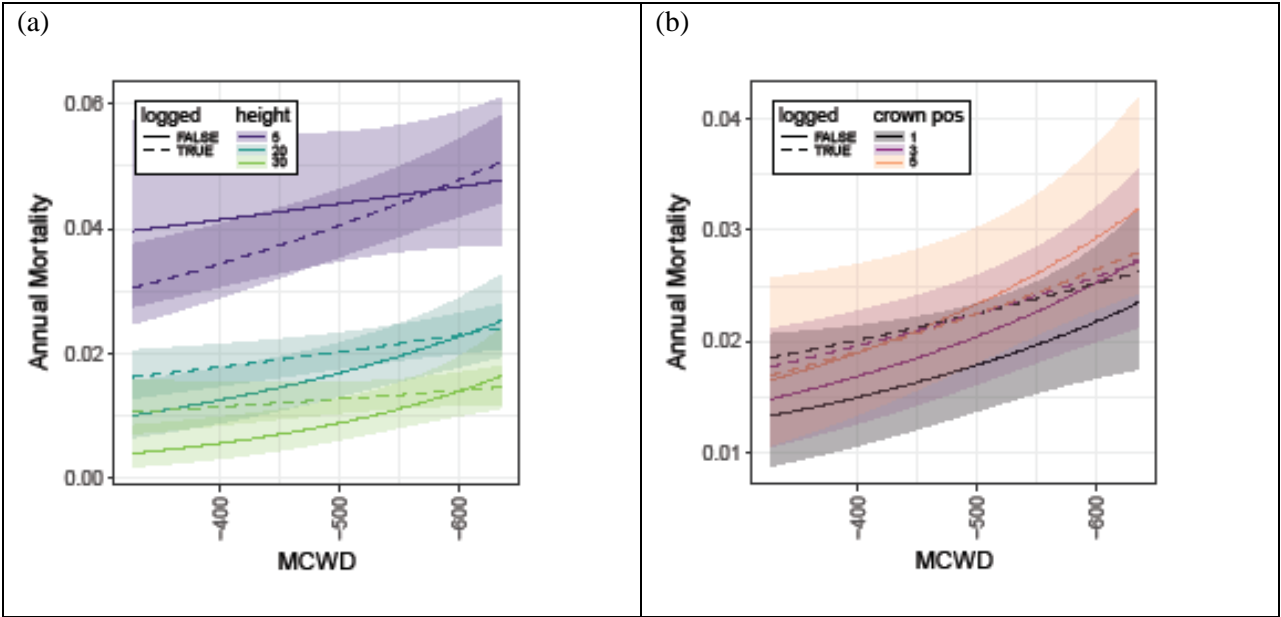 (a)
logged height
FALSE 5
TRUE 20
30
0.06
0.04
0.02
0.00
Annual Mortality
-400
-500
-600
MCWD
(b)
logged crown pos
FALSE 1
TRUE 3
5
0.04
0.03
0.02
0.01
Annual Mortality
-400
-500
-600
MCWD